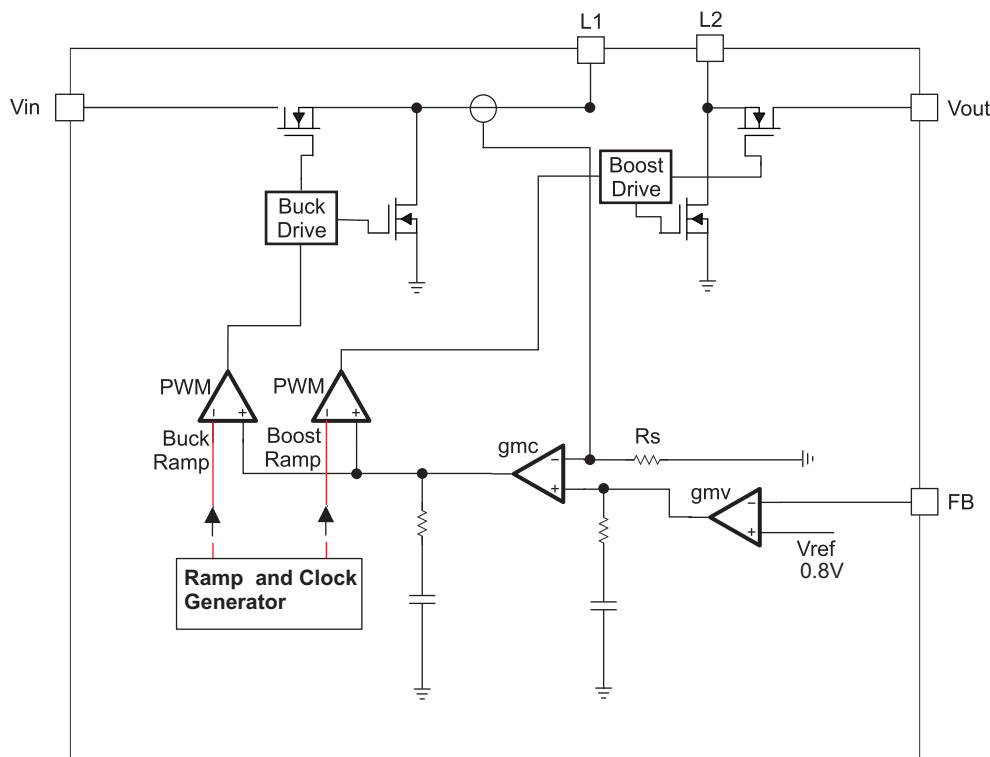 L1
L2
Vin
Vout
Boost
Drive
Buck
Drive
PWM
PWM
Buck
Ramp
Boost
Ramp
gmc
Rs
gmv
FB
Vref
0.8V
Ramp and Clock
Generator